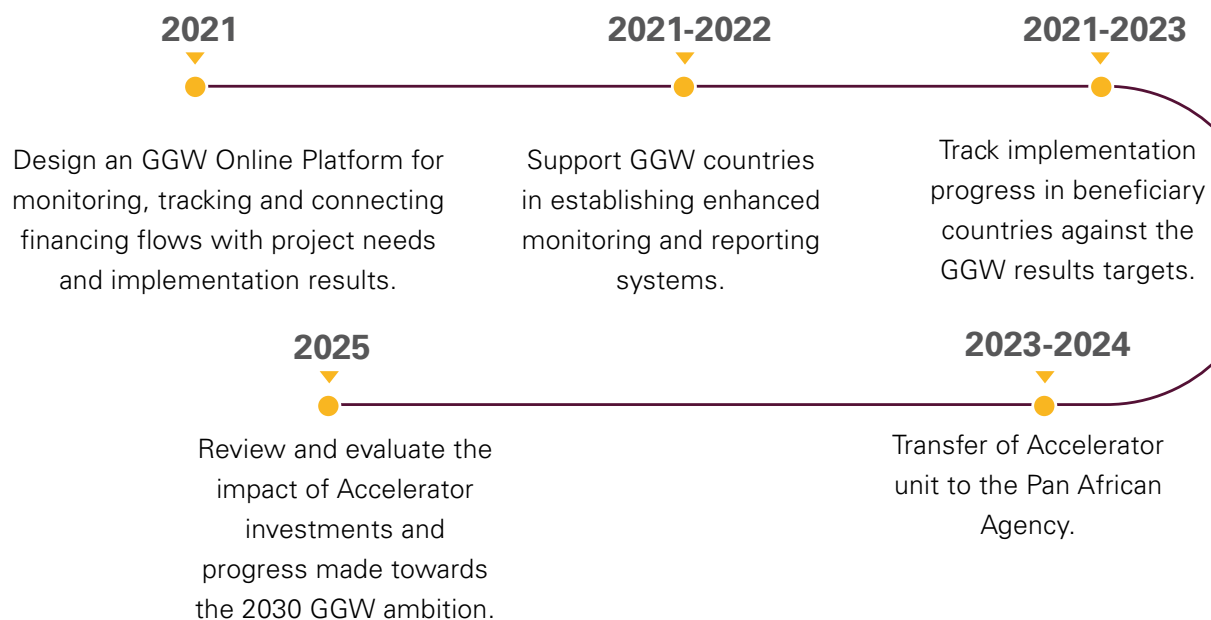 2021
Design an GGW Online Platform for
monitoring, tracking and connecting
financing flows with project needs
and implementation results.
2021-2022
Support GGW countries
in establishing enhanced
monitoring and reporting
systems.
2021-2023
Track implementation
progress in beneficiary
countries against the
GGW results targets.
2023-2024
Transfer of Accelerator
unit to the Pan African
Agency.
2025
Review and evaluate the
impact of Accelerator
investments and
progress made towards
the 2030 GGW ambition.